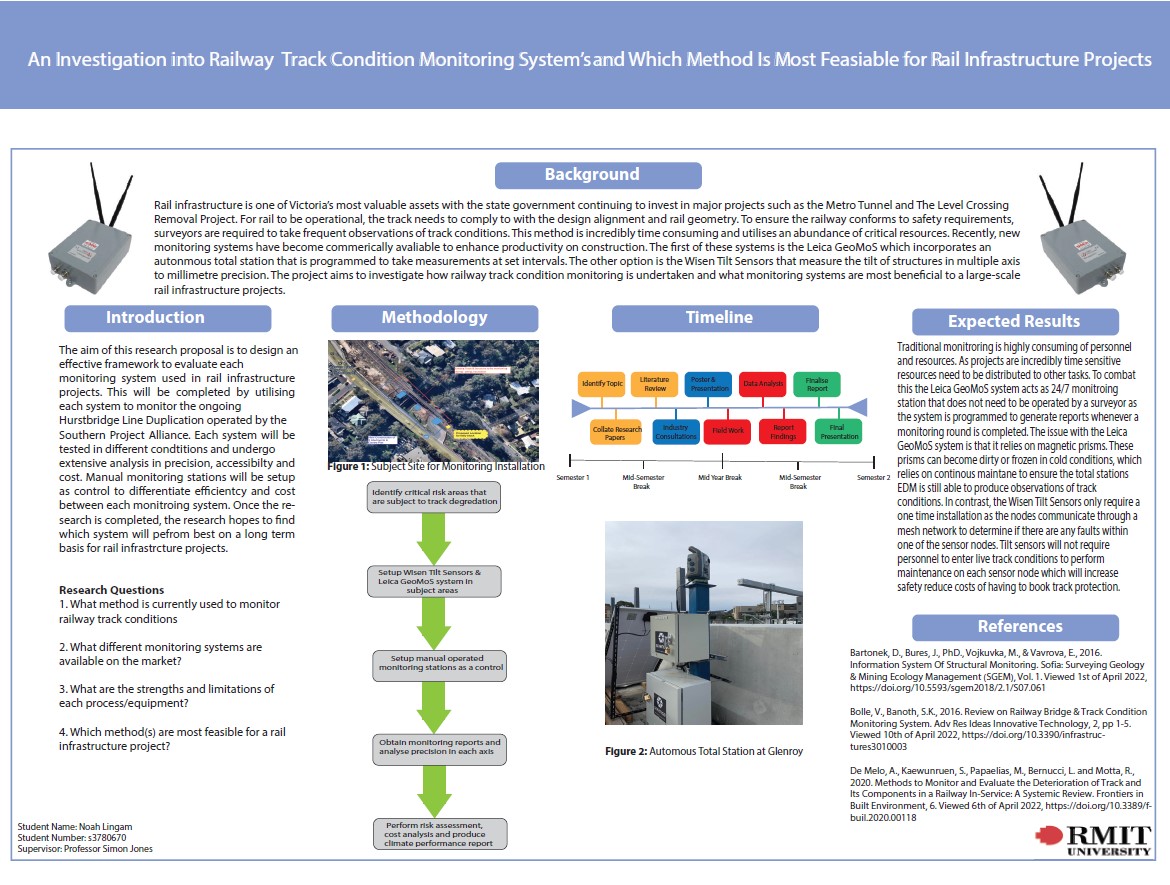 An Investigation into Railway Track Condition Monitoring System's and Which Method Is Most Feasiable for Rail Infrastructure Projects
Background
Rail infrastructure is one of Victoria's most valuable assets with the state government continuing to invest in major projects such as the Metro Tunnel and The Level Crossing
Removal Project. For rail to be operational, the track needs to comply to with the design alignment and rail geometry. To ensure the railway conforms to safety requirements,
surveyors are required to take frequent observations of track conditions. This method is incredibly time consuming and utilises an abundance of critical resources. Recently, new
monitoring systems have become commerically avaliable to enhance productivity on construction. The first of these systems is the Leica GeoMoS which incorporates an
autonmous total station that is programmed to take measurements at set intervals. The other option is the Wisen Tilt Sensors that measure the tilt of structures in multiple axis
to millimetre precision. The project aims to investigate how railway track condition monitoring is undertaken and what monitoring systems are most beneficial to a large-scale
rail infrastructure projects.
Introduction
The aim of this research proposal is to design an
effective framework to evaluate each
monitoring system used in rail infrastructure
projects. This will be completed by utilising
each system to monitor the ongoing
Hurstbridge Line Duplication operated by the
Southern Project Alliance. Each system will be
tested in different condtitions and undergo
extensive analysis in precision, accessibilty and
cost. Manual monitoring stations will be setup
as control to differentiate efficientcy and cost
between each monitroing system. Once the re-
search is completed, the research hopes to find
which system will pefrom best on a long term
basis for rail infrastrcture projects.
Research Questions
1. What method is currently used to monitor
railway track conditions
2. What different monitoring systems are
available on the market?
3. What are the strengths and limitations of
each process/equipment?
4. Which method(s) are most feasible for a rail
infrastructure project?
Student Name: Noah Lingam
Student Number: s3780670
Supervisor: Professor Simon Jones
Methodology
Figure 1: Subject Site for Monitoring Installation
Identify critical risk areas that
are subject to track degredation
Setup Wisen Tilt Sensors &
Leica GeoMoS system in
subject areas
Setup manual operated
monitoring stations as a control
Obtain monitoring reports and
analyse precision in each axis
Perform risk assessment,
cost analysis and produce
climate performance report
Timeline
Identify Topic
Literature
Review
Poster &
Presentation
Data Analysis
Finalise
Report
Collate Research
Papers
Industry
Consultations
Field Work
Report
Findings
Final
Presentation
Semester 1
Mid-Semester
Break
Mid Year Break
Mid-Semester
Break
Semester 2
Figure 2: Automous Total Station at Glenroy
Expected Results
Traditional monitroring is highly consuming of personnel
and resources. As projects are incredibly time sensitive
resources need to be distributed to other tasks. To combat
this the Leica GeoMoS system acts as 24/7 monitroing
station that does not need to be operated by a surveyor as
the system is programmed to generate reports whenever a
monitoring round is completed. The issue with the Leica
GeoMoS system is that it relies on magnetic prisms. These
prisms can become dirty or frozen in cold conditions, which
relies on continous maintane to ensure the total stations
EDM is still able to produce observations of track
conditions. In contrast, the Wisen Tilt Sensors only require a
one time installation as the nodes communicate through a
mesh network to determine if there are any faults within
one of the sensor nodes. Tilt sensors will not require
personnel to enter live track conditions to perform
maintenance on each sensor node which will increase
safety reduce costs of having to book track protection.
References
Bartonek, D., Bures, J., PhD., Vojkuvka, M., & Vavrova, E., 2016.
Information System Of Structural Monitoring. Sofia: Surveying Geology
& Mining Ecology Management (SGEM), Vol. 1. Viewed 1st of April 2022,
https://doi.org/10.5593/sgem2018/2.1/S07.061
Bolle, V., Banoth, S.K., 2016. Review on Railway Bridge & Track Condition
Monitoring System. Adv Res Ideas Innovative Technology, 2, pp 1-5.
Viewed 10th of April 2022, https://doi.org/10.3390/infrastruc-
tures3010003
De Melo, A., Kaewunruen, S., Papaelias, M., Bernucci, L. and Motta, R.,
2020. Methods to Monitor and Evaluate the Deterioration of Track and
Its Components in a Railway In-Service: A Systemic Review. Frontiers in
Built Environment, 6. Viewed 6th of April 2022, https://doi.org/10.3389/f-
buil.2020.00118
RMIT
UNIVERSITY